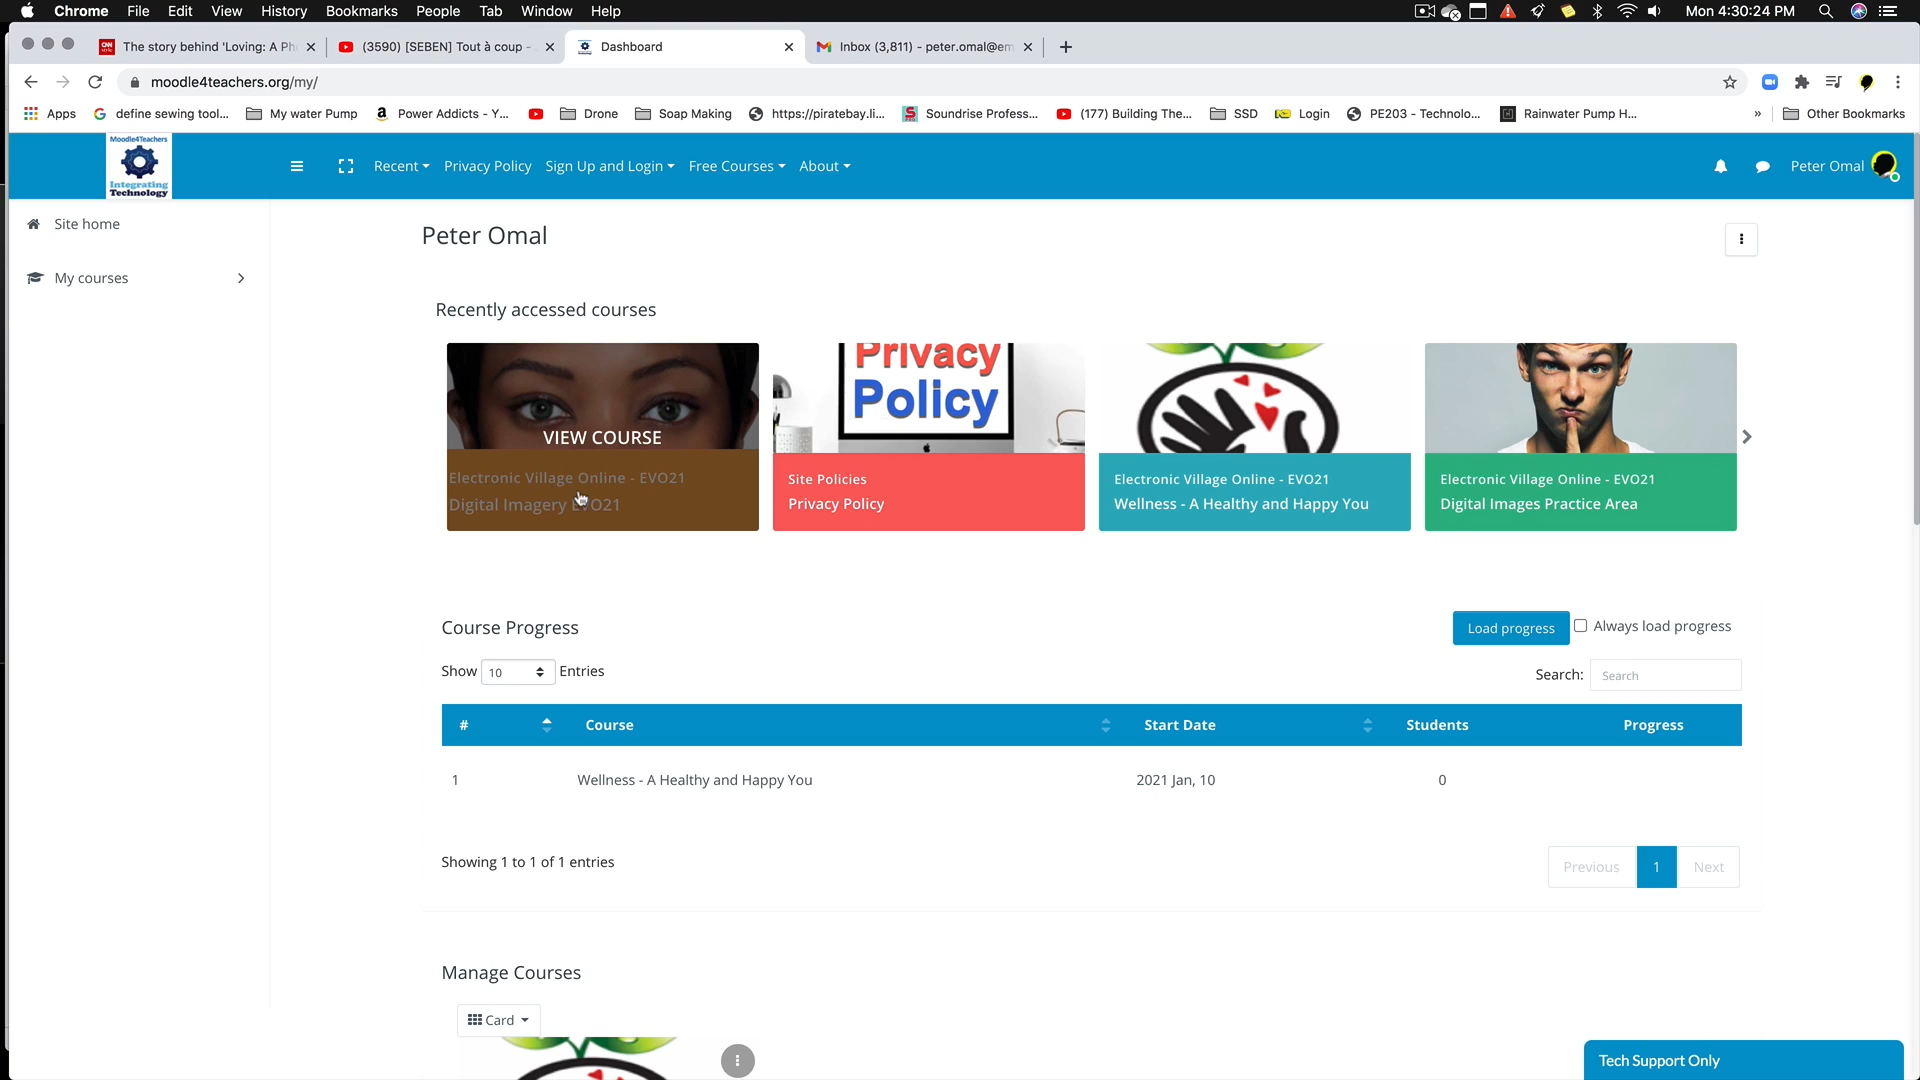 Chrome File Edit View History Bookmarks People Tab Window Help Mon 4:30:24 PM
The story behind 'Loving: A Ph (3590) [SEBEN] Tout à coup - Dashboard Inbox (3,811) - peter.omal@em
moodle4teachers.org/my/
Apps define sewing tool... My water Pump Power Addicts - Y... Drone Soap Making https://piratebay.li... Soundrise Profess... (177) Building The... SSD Login PE203 - Technolo... Rainwater Pump H... » Other Bookmarks
Moodle4Teachers
Integrating
Technology
Recent Privacy Policy Sign Up and Login Free Courses About Peter Omal
Site home
My courses
Peter Omal
Recently accessed courses
VIEW COURSE
Electronic Village Online - EVO21
Digital Imagery EVO21
Privacy
Policy
Site Policies
Privacy Policy
Electronic Village Online - EVO21
Wellness - A Healthy and Happy You
Electronic Village Online - EVO21
Digital Images Practice Area
Course Progress
Load progress Always load progress
Show 10 Entries
Search: Search
# Course Start Date Students Progress
1 Wellness - A Healthy and Happy You 2021 Jan, 10 0
Showing 1 to 1 of 1 entries
Previous 1 Next
Manage Courses
Card
Tech Support Only